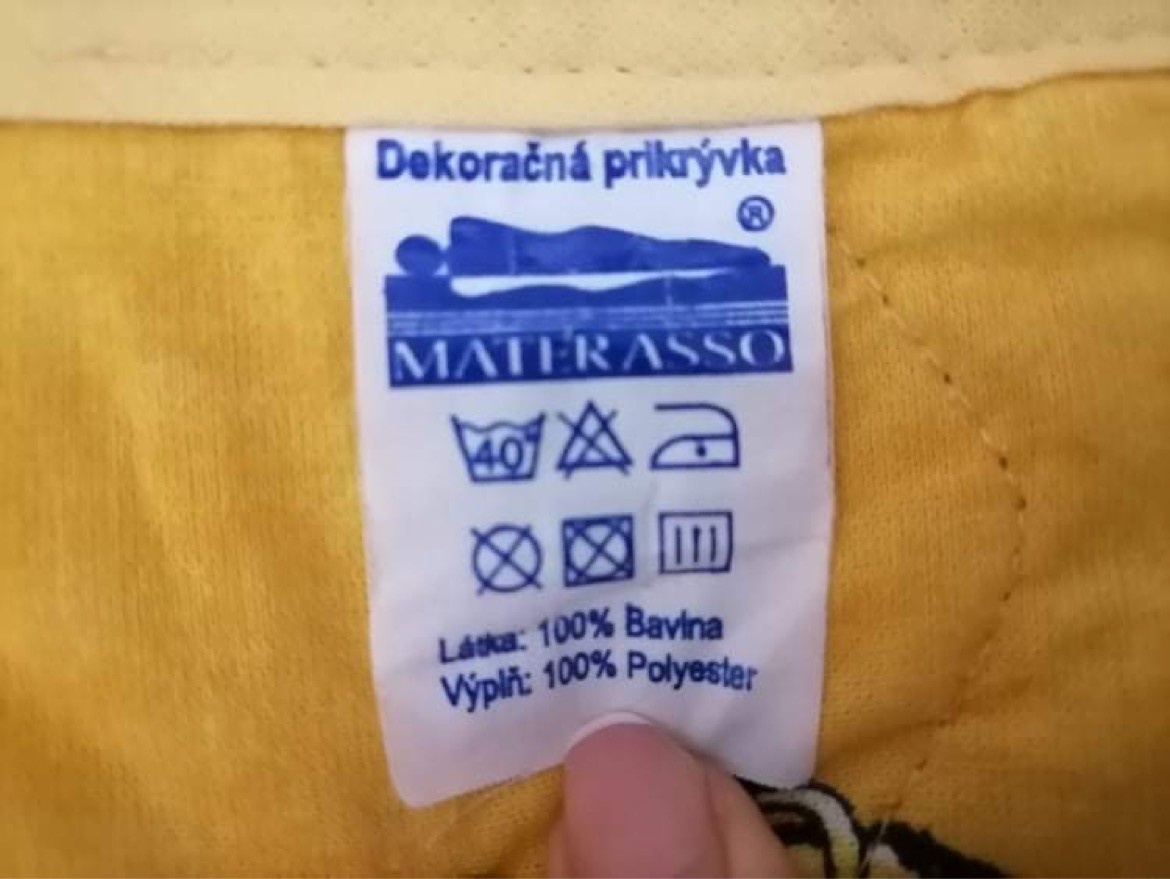 Dekoračná prikrývka
®
MATERASSO
40°
Látka: 100% Bavlna
Výplň: 100% Polyester